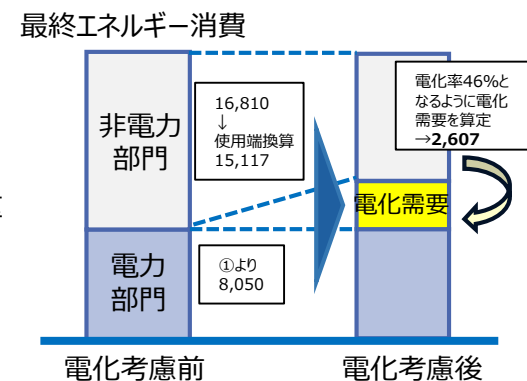 最終エネルギー消費
非電力
部門
16,810
↓
使用端換算
15,117
電化率46%と
なるように電化
需要を算定
→2,607
電化需要
電力
部門
①より
8,050
電化考慮前
電化考慮後